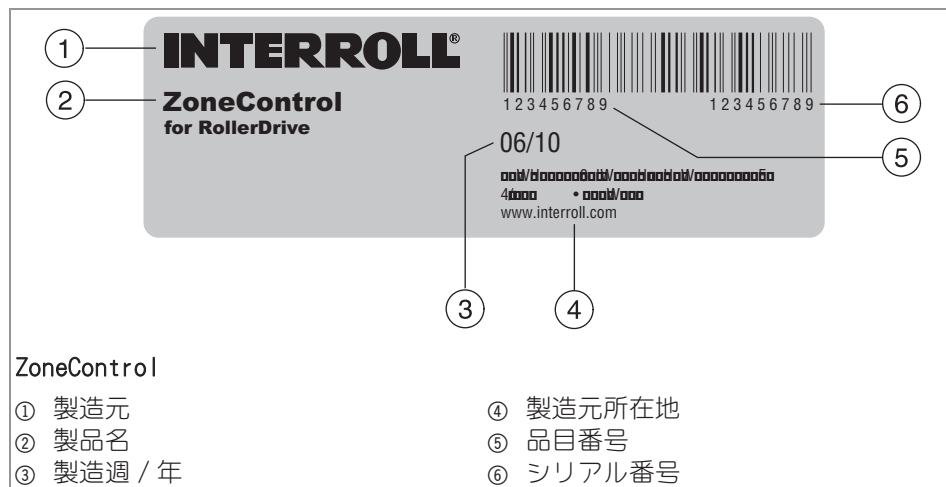 ① INTERROLL®
② ZoneControl
for RollerDrive
123456789 123456789 ⑥
⑤
06/10
www.interroll.com
③ ④
ZoneControl
① 製造元
② 製品名
③ 製造週 / 年
④ 製造元所在地
⑤ 品目番号
⑥ シリアル番号